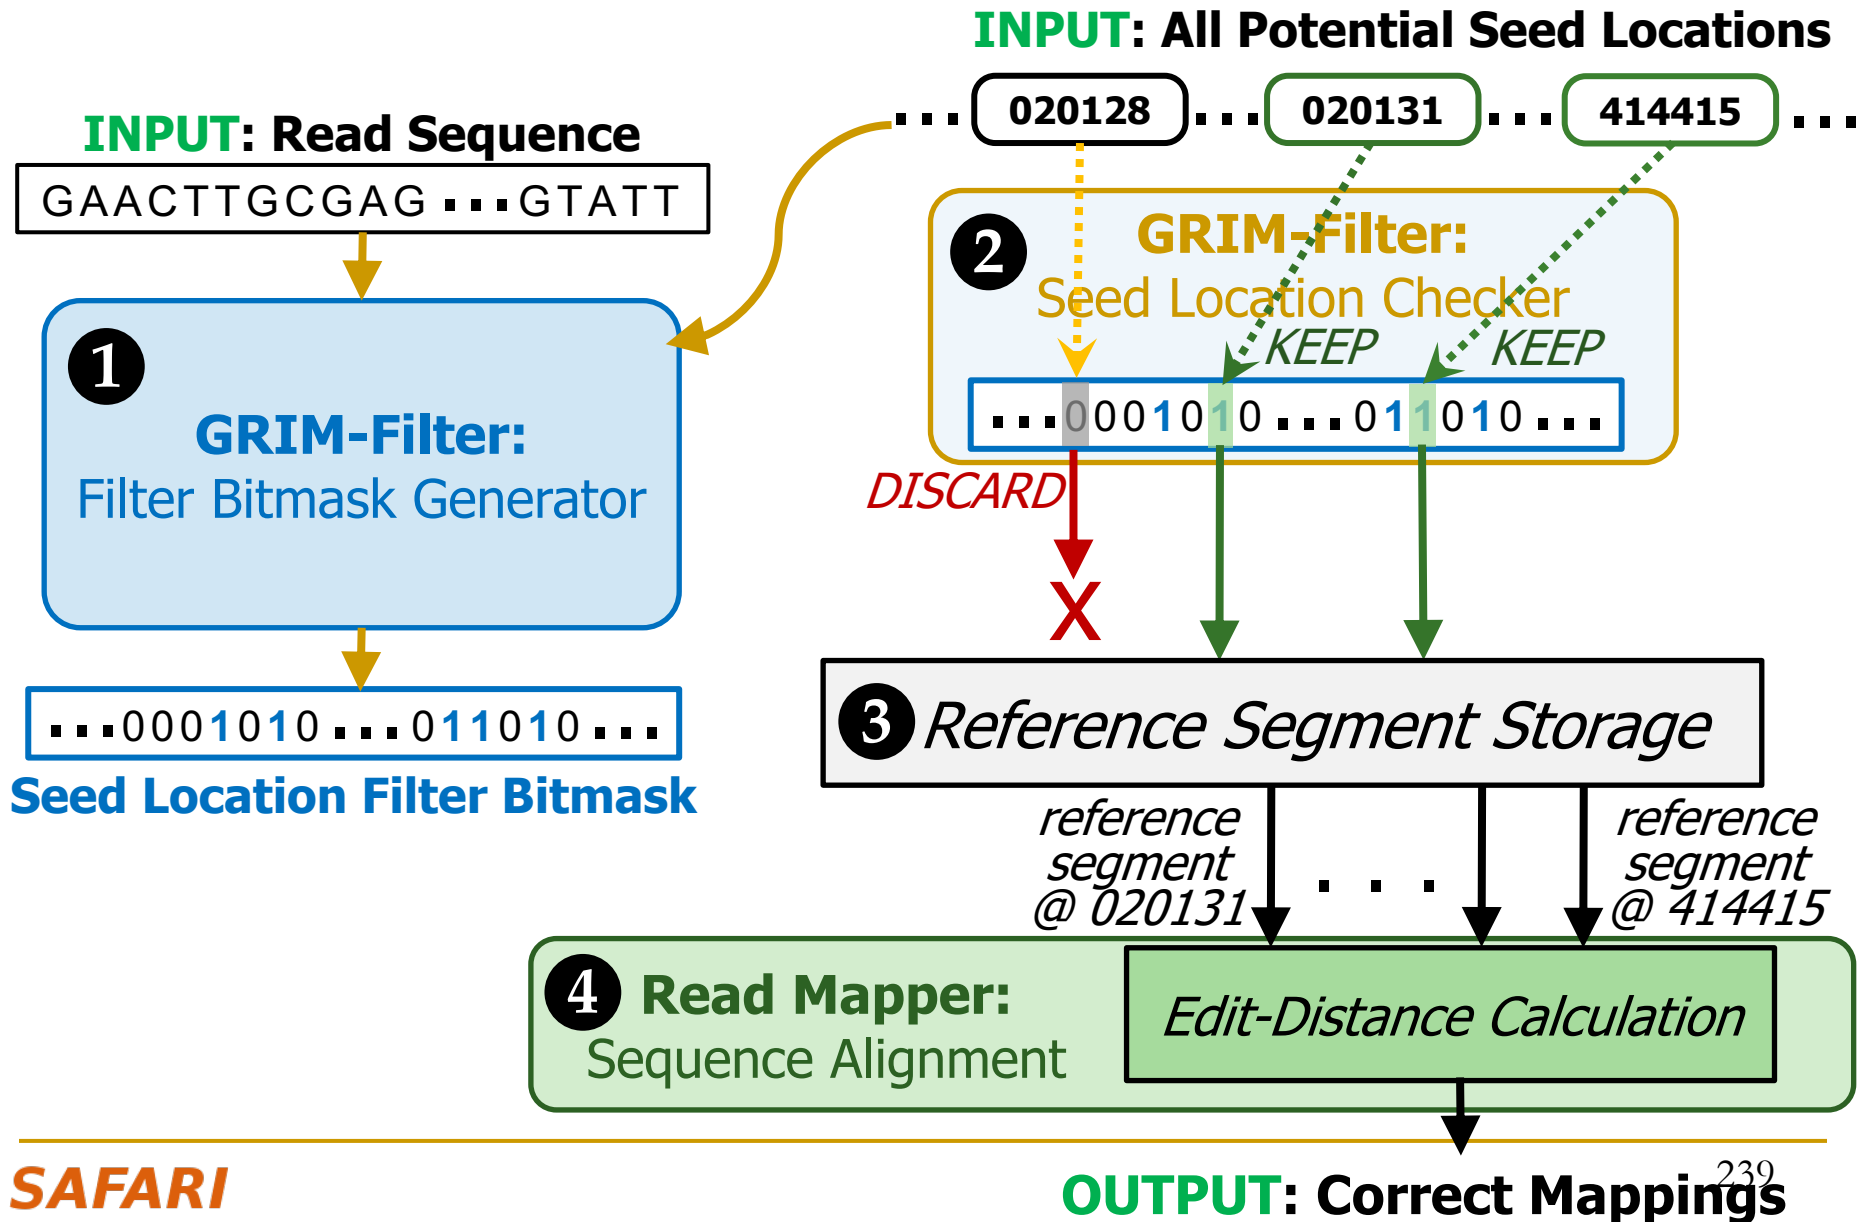 INPUT: All Potential Seed Locations
... 020128 ... 020131 ... 414415 ...
INPUT: Read Sequence
GAACTTGCGAG ... GTATT
1
GRIM-Filter:
Filter Bitmask Generator
...0001010...011010...
Seed Location Filter Bitmask
2
GRIM-Filter:
Seed Location Checker
KEEP KEEP
...0001010...011010...
DISCARD
X
3 Reference Segment Storage
reference
segment
@ 020131
. . .
reference
segment
@ 414415
4 Read Mapper:
Sequence Alignment
Edit-Distance Calculation
SAFARI
OUTPUT: Correct Mappings
239